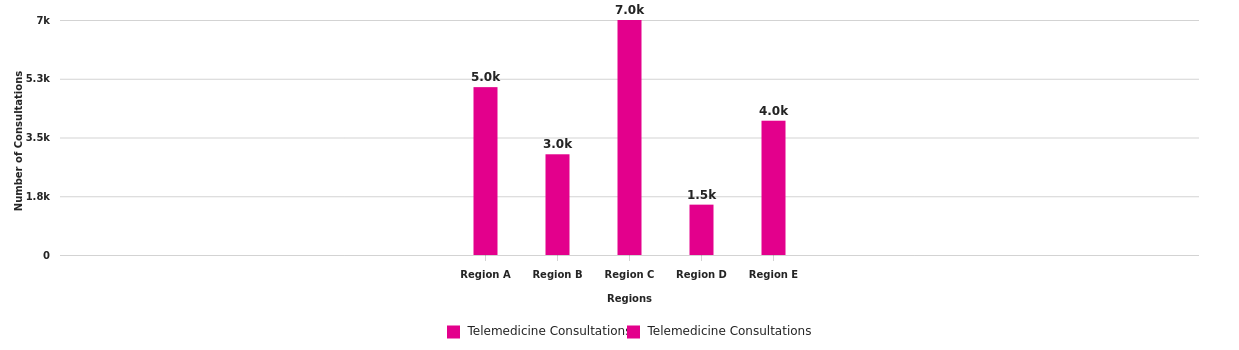 7.0k
7k
5.3k
5.0k
4.0k
3.5k
3.0k
1.8k
1.5k
0
Number of Consultations
Region A Region B Region C Region D Region E
Regions
Telemedicine Consultations Telemedicine Consultations